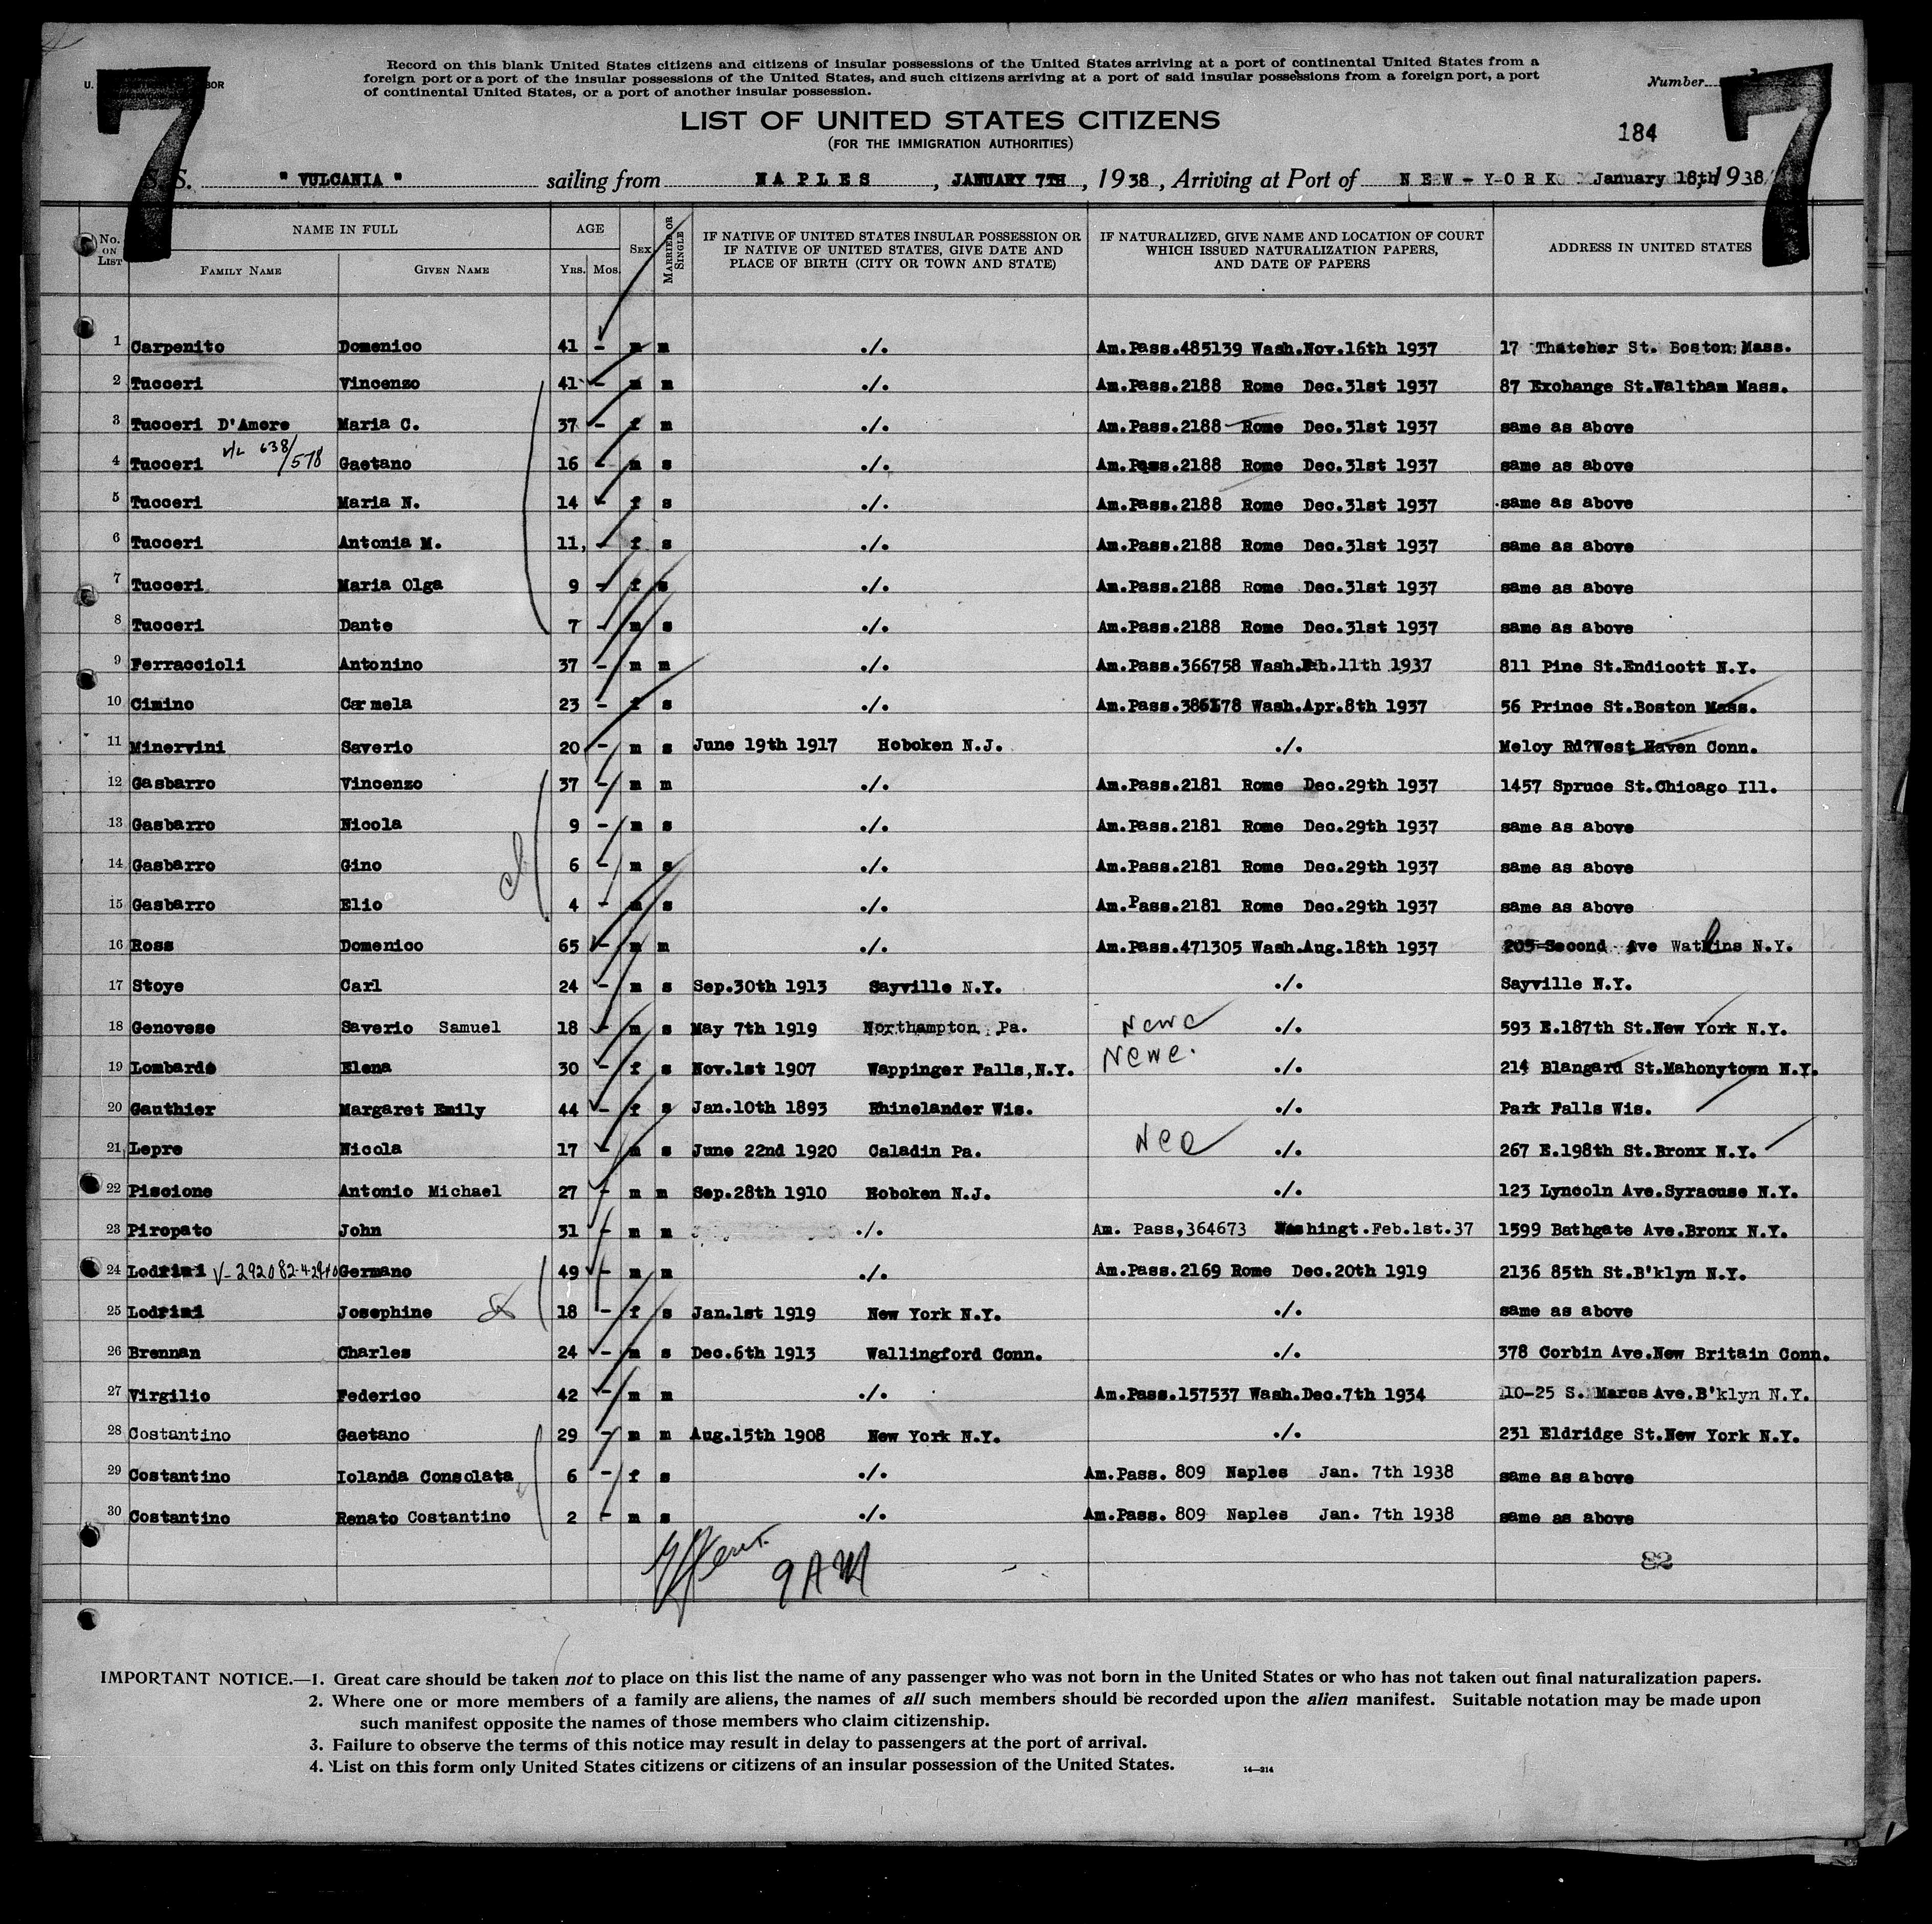 Record on this blank United States citizens and citizens of insular possessions of the United States arriving at a port of continental United States from a
foreign port or a port of the insular possessions of the United States, and such citizens arriving at a port of said insular possessions from a foreign port, a port
of continental United States, or a port of another insular possession.
Number
7 7
LIST OF UNITED STATES CITIZENS
(FOR THE IMMIGRATION AUTHORITIES)
184
S. " VULCANIA " sailing from NAPLES, JANUARY 7TH, 1938, Arriving at Port of NEW-YORK January 18th, 1938
No. ON LIST NAME IN FULL AGE SEX MARRIED OR SINGLE IF NATIVE OF UNITED STATES INSULAR POSSESSION OR IF NATIVE OF UNITED STATES, GIVE DATE AND PLACE OF BIRTH (CITY OR TOWN AND STATE) IF NATURALIZED, GIVE NAME AND LOCATION OF COURT WHICH ISSUED NATURALIZATION PAPERS, AND DATE OF PAPERS ADDRESS IN UNITED STATES
FAMILY NAME GIVEN NAME YRS. MOS.
1 Carpenito Domenico 41 - m m ./. Am.Pass.485139 Wash.Nov.16th 1937 17 Thatcher St. Boston Mass.
2 Tucceri Vincenzo 41 - m m ./. Am.Pass.2188 Rome Dec.31st 1937 87 Exchange St.Waltham Mass.
3 Tucceri D'Amore Maria C. 37 - f m ./. Am.Pass.2188 Rome Dec.31st 1937 same as above
638/578
4 Tucceri Gaetano 16 - m s ./. Am.Pass.2188 Rome Dec.31st 1937 same as above
5 Tucceri Maria N. 14 - f s ./. Am.Pass.2188 Rome Dec.31st 1937 same as above
6 Tucceri Antonia M. 11, - f s ./. Am.Pass.2188 Rome Dec.31st 1937 same as above
7 Tucceri Maria Olga 9 - f s ./. Am.Pass.2188 Rome Dec.31st 1937 same as above
8 Tucceri Dante 7 - m s ./. Am.Pass.2188 Rome Dec.31st 1937 same as above
9 Ferraccioli Antonino 37 - m m ./. Am.Pass.366758 Wash.Feb.11th 1937 811 Pine St.Endicott N.Y.
10 Cimino Carmela 23 - f s ./. Am.Pass. Wash.Apr.8th 1937 56 Prince St.Boston Mass.
11 Minervini Saverio 20 - m s June 19th 1917 Hoboken N.J. ./. Meloy Rd?West Haven Conn.
12 Gasbarro Vincenzo 37 - m m ./. Am.Pass.2181 Rome Dec.29th 1937 1457 Spruce St.Chicago Ill.
13 Gasbarro Nicola 9 - m s ./. Am.Pass.2181 Rome Dec.29th 1937 same as above
14 Gasbarro Gino 6 - m s ./. Am.Pass.2181 Rome Dec.29th 1937 same as above
15 Gasbarro Elio 4 - m s ./. Am.Pass.2181 Rome Dec.29th 1937 same as above
16 Ross Domenico 65 - m m ./. Am.Pass.471305 Wash.Aug.18th 1937 203 Second Ave Watkins N.Y.
17 Stoye Carl 24 - m s Sep.30th 1913 Sayville N.Y. ./. Sayville N.Y.
18 Genovese Saverio Samuel 18 - m s May 7th 1919 Northampton Pa. ./. 593 E.187th St.New York N.Y.
19 Lombardo Elena 30 - f s Nov.1st 1907 Wappinger Falls,N.Y. ./. 214 Blangard St.Mahonytown N.Y.
20 Gauthier Margaret Emily 44 - f s Jan.10th 1893 Rhinelander Wis. ./. Park Falls Wis.
21 Lepre Nicola 17 - m s June 22nd 1920 Caladin Pa. ./. 267 E.198th St.Bronx N.Y.
22 Piscione Antonio Michael 27 - m m Sep.28th 1910 Hoboken N.J. ./. 123 Lyncoln Ave.Syracuse N.Y.
23 Piropato John 31 - m m ./. Am. Pass,364673 Washingt.Feb.1st.37 1599 Bathgate Ave.Bronx N.Y.
24 Lodrini Germano 49 - m m ./. Am.Pass.2169 Rome Dec.20th 1919 2136 85th St.B'klyn N.Y.
25 Lodrini Josephine 18 - f s Jan.1st 1919 New York N.Y. ./. same as above
26 Brennan Charles 24 - m s Dec.6th 1913 Wallingford Conn. ./. 378 Corbin Ave.New Britain Conn.
27 Virgilio Federico 42 - m m ./. Am.Pass.157537 Wash.Dec.7th 1934 10-25 S. Marcs Ave.B'klyn N.Y.
28 Costantino Gaetano 29 - m m Aug.15th 1908 New York N.Y. ./. 231 Eldridge St.New York N.Y.
29 Costantino Iolanda Consolata 6 - f s ./. Am.Pass. 809 Naples Jan. 7th 1938 same as above
30 Costantino Renato Costantino 2 - m s ./. Am.Pass. 809 Naples Jan. 7th 1938 same as above
9AM
82
IMPORTANT NOTICE.—1. Great care should be taken not to place on this list the name of any passenger who was not born in the United States or who has not taken out final naturalization papers.
2. Where one or more members of a family are aliens, the names of all such members should be recorded upon the alien manifest. Suitable notation may be made upon
such manifest opposite the names of those members who claim citizenship.
3. Failure to observe the terms of this notice may result in delay to passengers at the port of arrival.
4. List on this form only United States citizens or citizens of an insular possession of the United States.
14—214